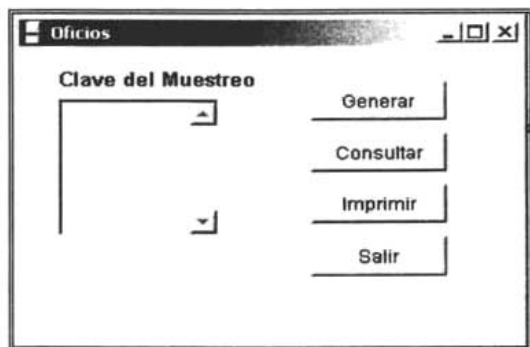 Oficios
Clave del Muestreo
Generar
Consultar
Imprimir
Salir